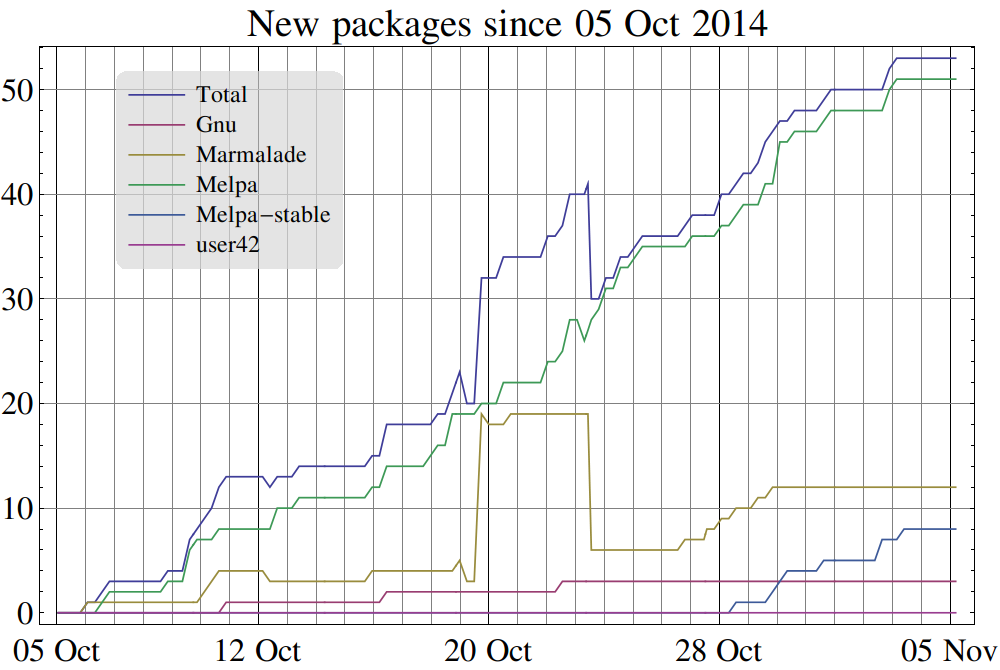 New packages since 05 Oct 2014
50
40
30
20
10
0
Total
Gnu
Marmalade
Melpa
Melpa−stable
user42
05 Oct 12 Oct 20 Oct 28 Oct 05 Nov